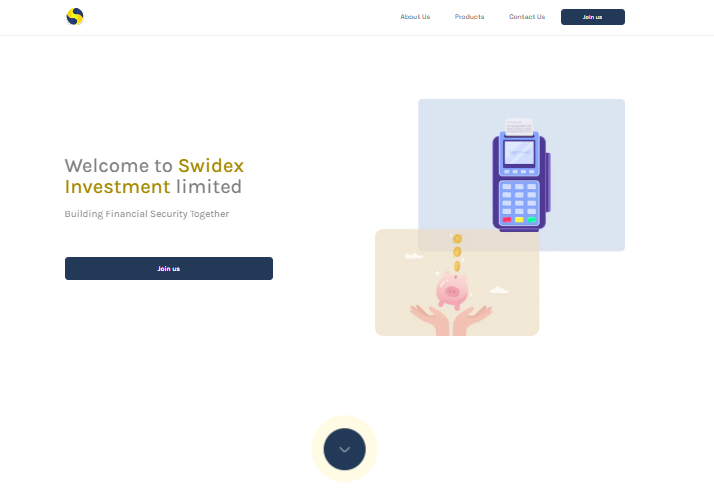 About Us
Products
Contact Us
Join us
Welcome to Swidex
Investment limited
Building Financial Security Together
Join us